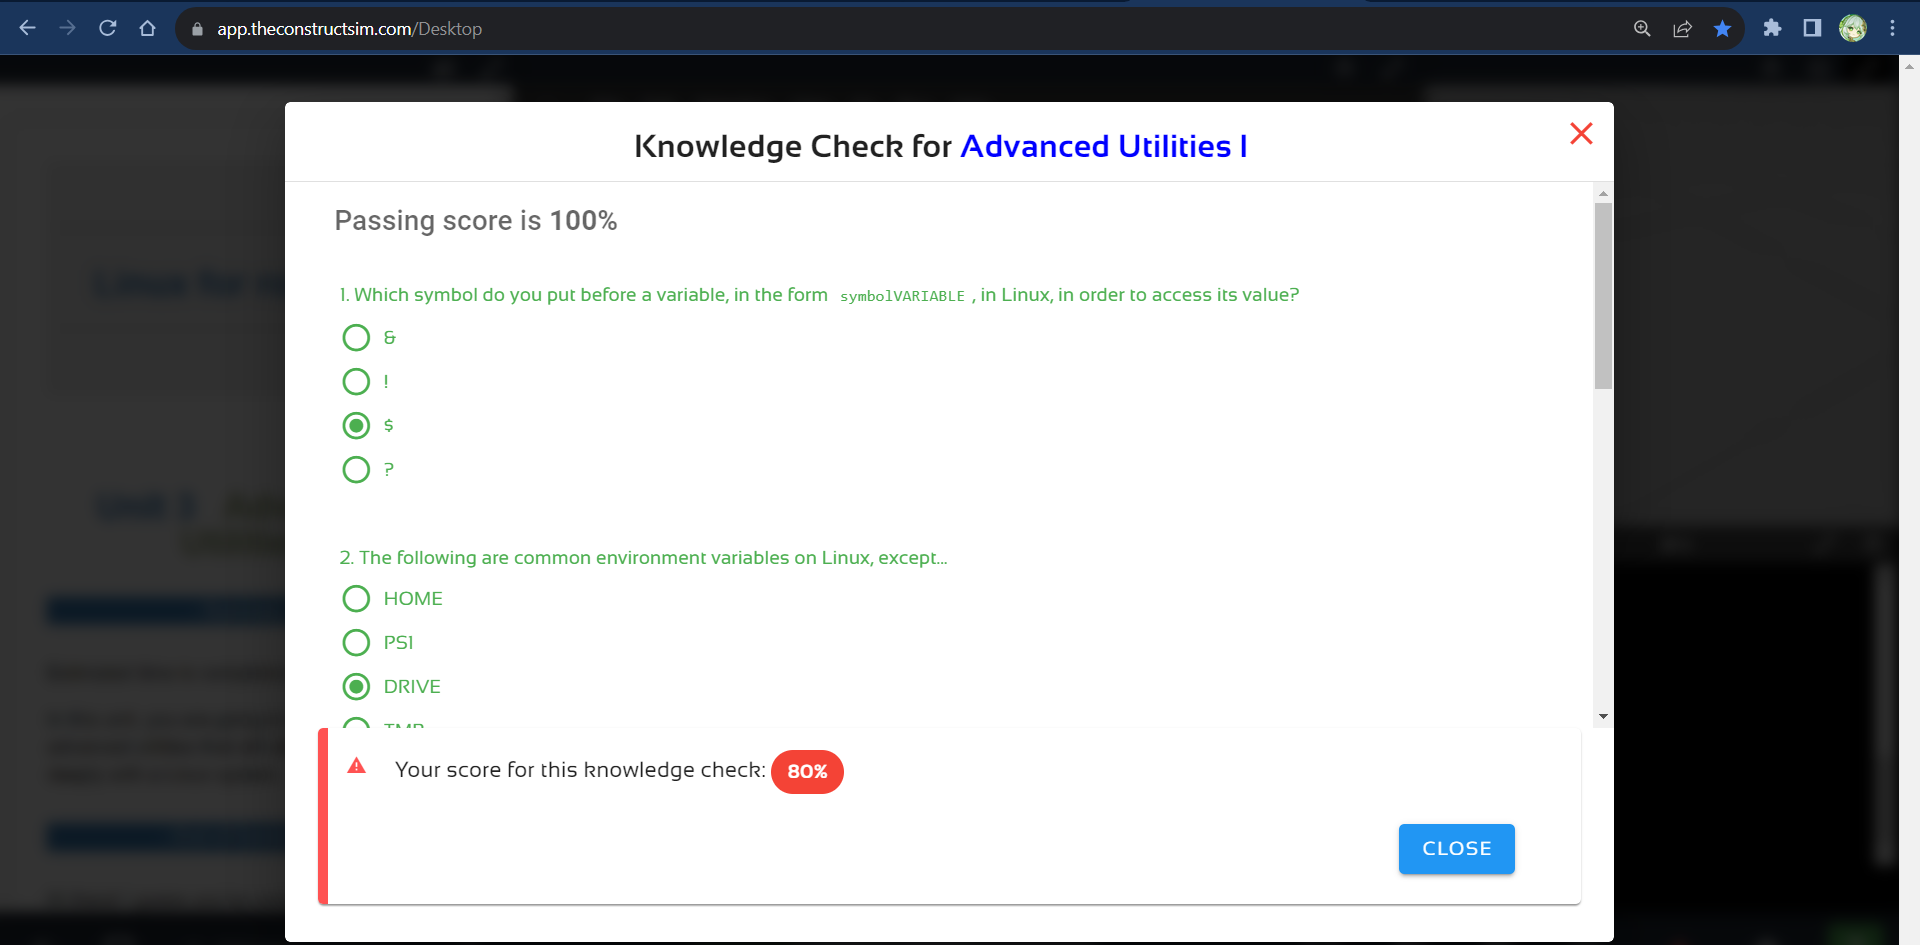 app.theconstructsim.com/Desktop
Knowledge Check for Advanced Utilities I
Passing score is 100%
1. Which symbol do you put before a variable, in the form symbolVARIABLE , in Linux, in order to access its value?
&
!
$
?
2. The following are common environment variables on Linux, except...
HOME
PS1
DRIVE
Your score for this knowledge check: 80%
CLOSE